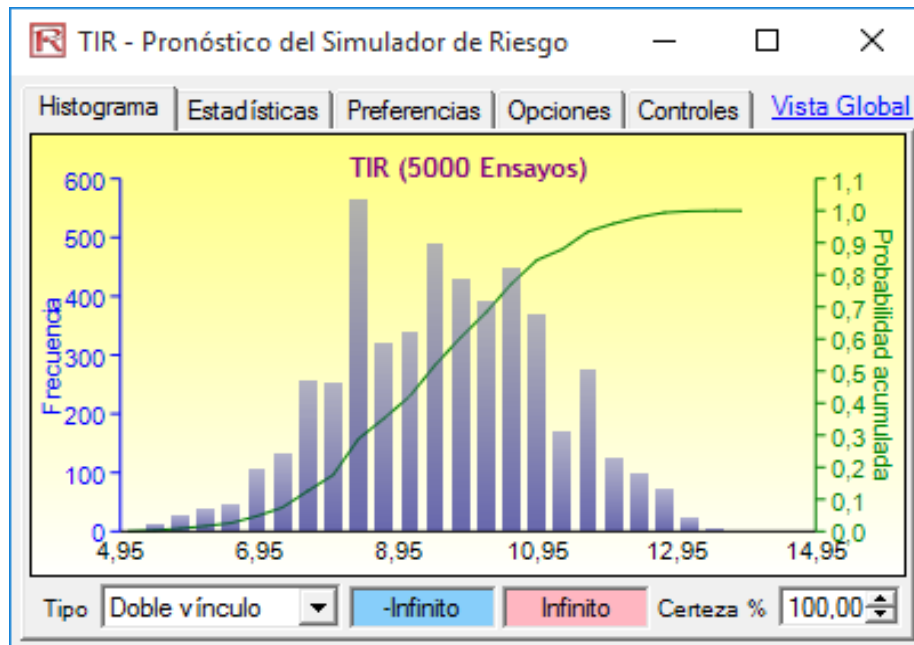 TIR - Pronóstico del Simulador de Riesgo
Histograma Estadísticas Preferencias Opciones Controles Vista Global
TIR (5000 Ensayos)
600
500
400
300
200
100
0
Frecuencia
1,1
1,0
0,9
0,8
0,7
0,6
0,5
0,4
0,3
0,2
0,1
0,0
Probabilidad acumulada
4,95 6,95 8,95 10,95 12,95 14,95
Tipo Doble vínculo -Infinito Infinito Certeza % 100,00